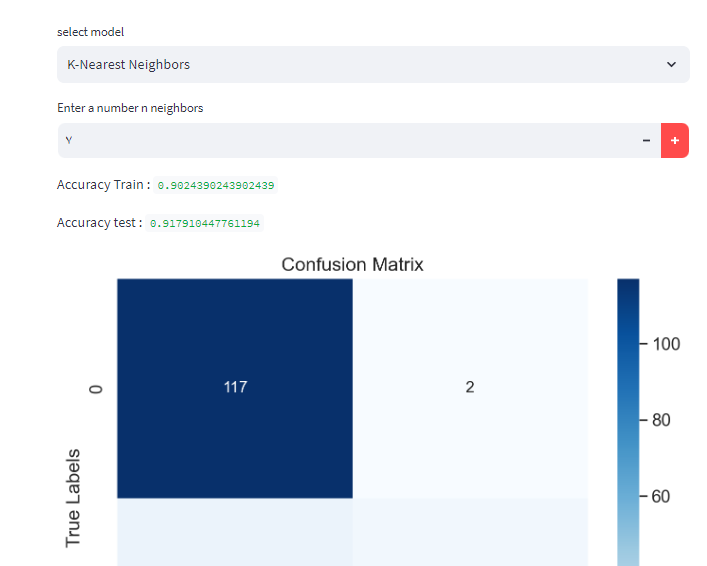 select model
K-Nearest Neighbors
Enter a number n neighbors
Accuracy Train : 0.9024390243902439
Accuracy test : 0.917910447761194
Confusion Matrix
117
2
0
True Labels
100
80
60